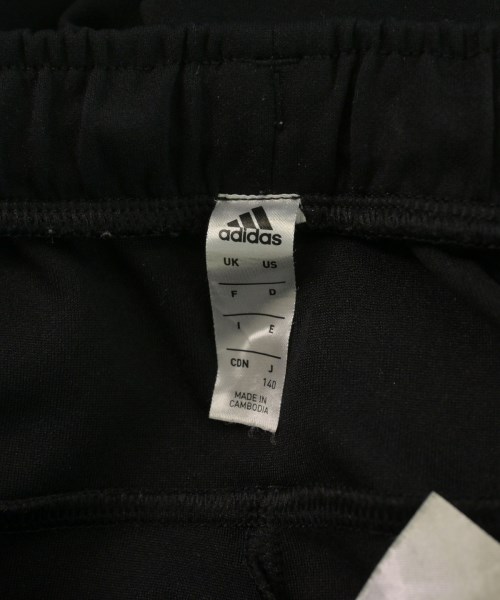 adidas
UK US
F D
I E
CDN J
140
MADE IN
CAMBODIA